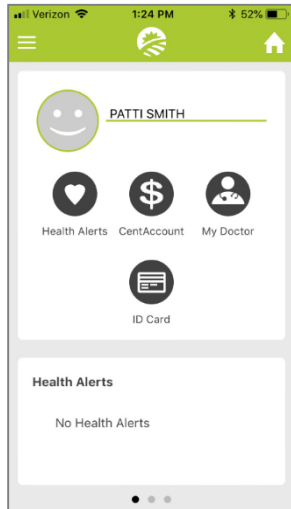 Verizon 1:24 PM 52%
PATTI SMITH
Health Alerts CentAccount My Doctor
ID Card
Health Alerts
No Health Alerts